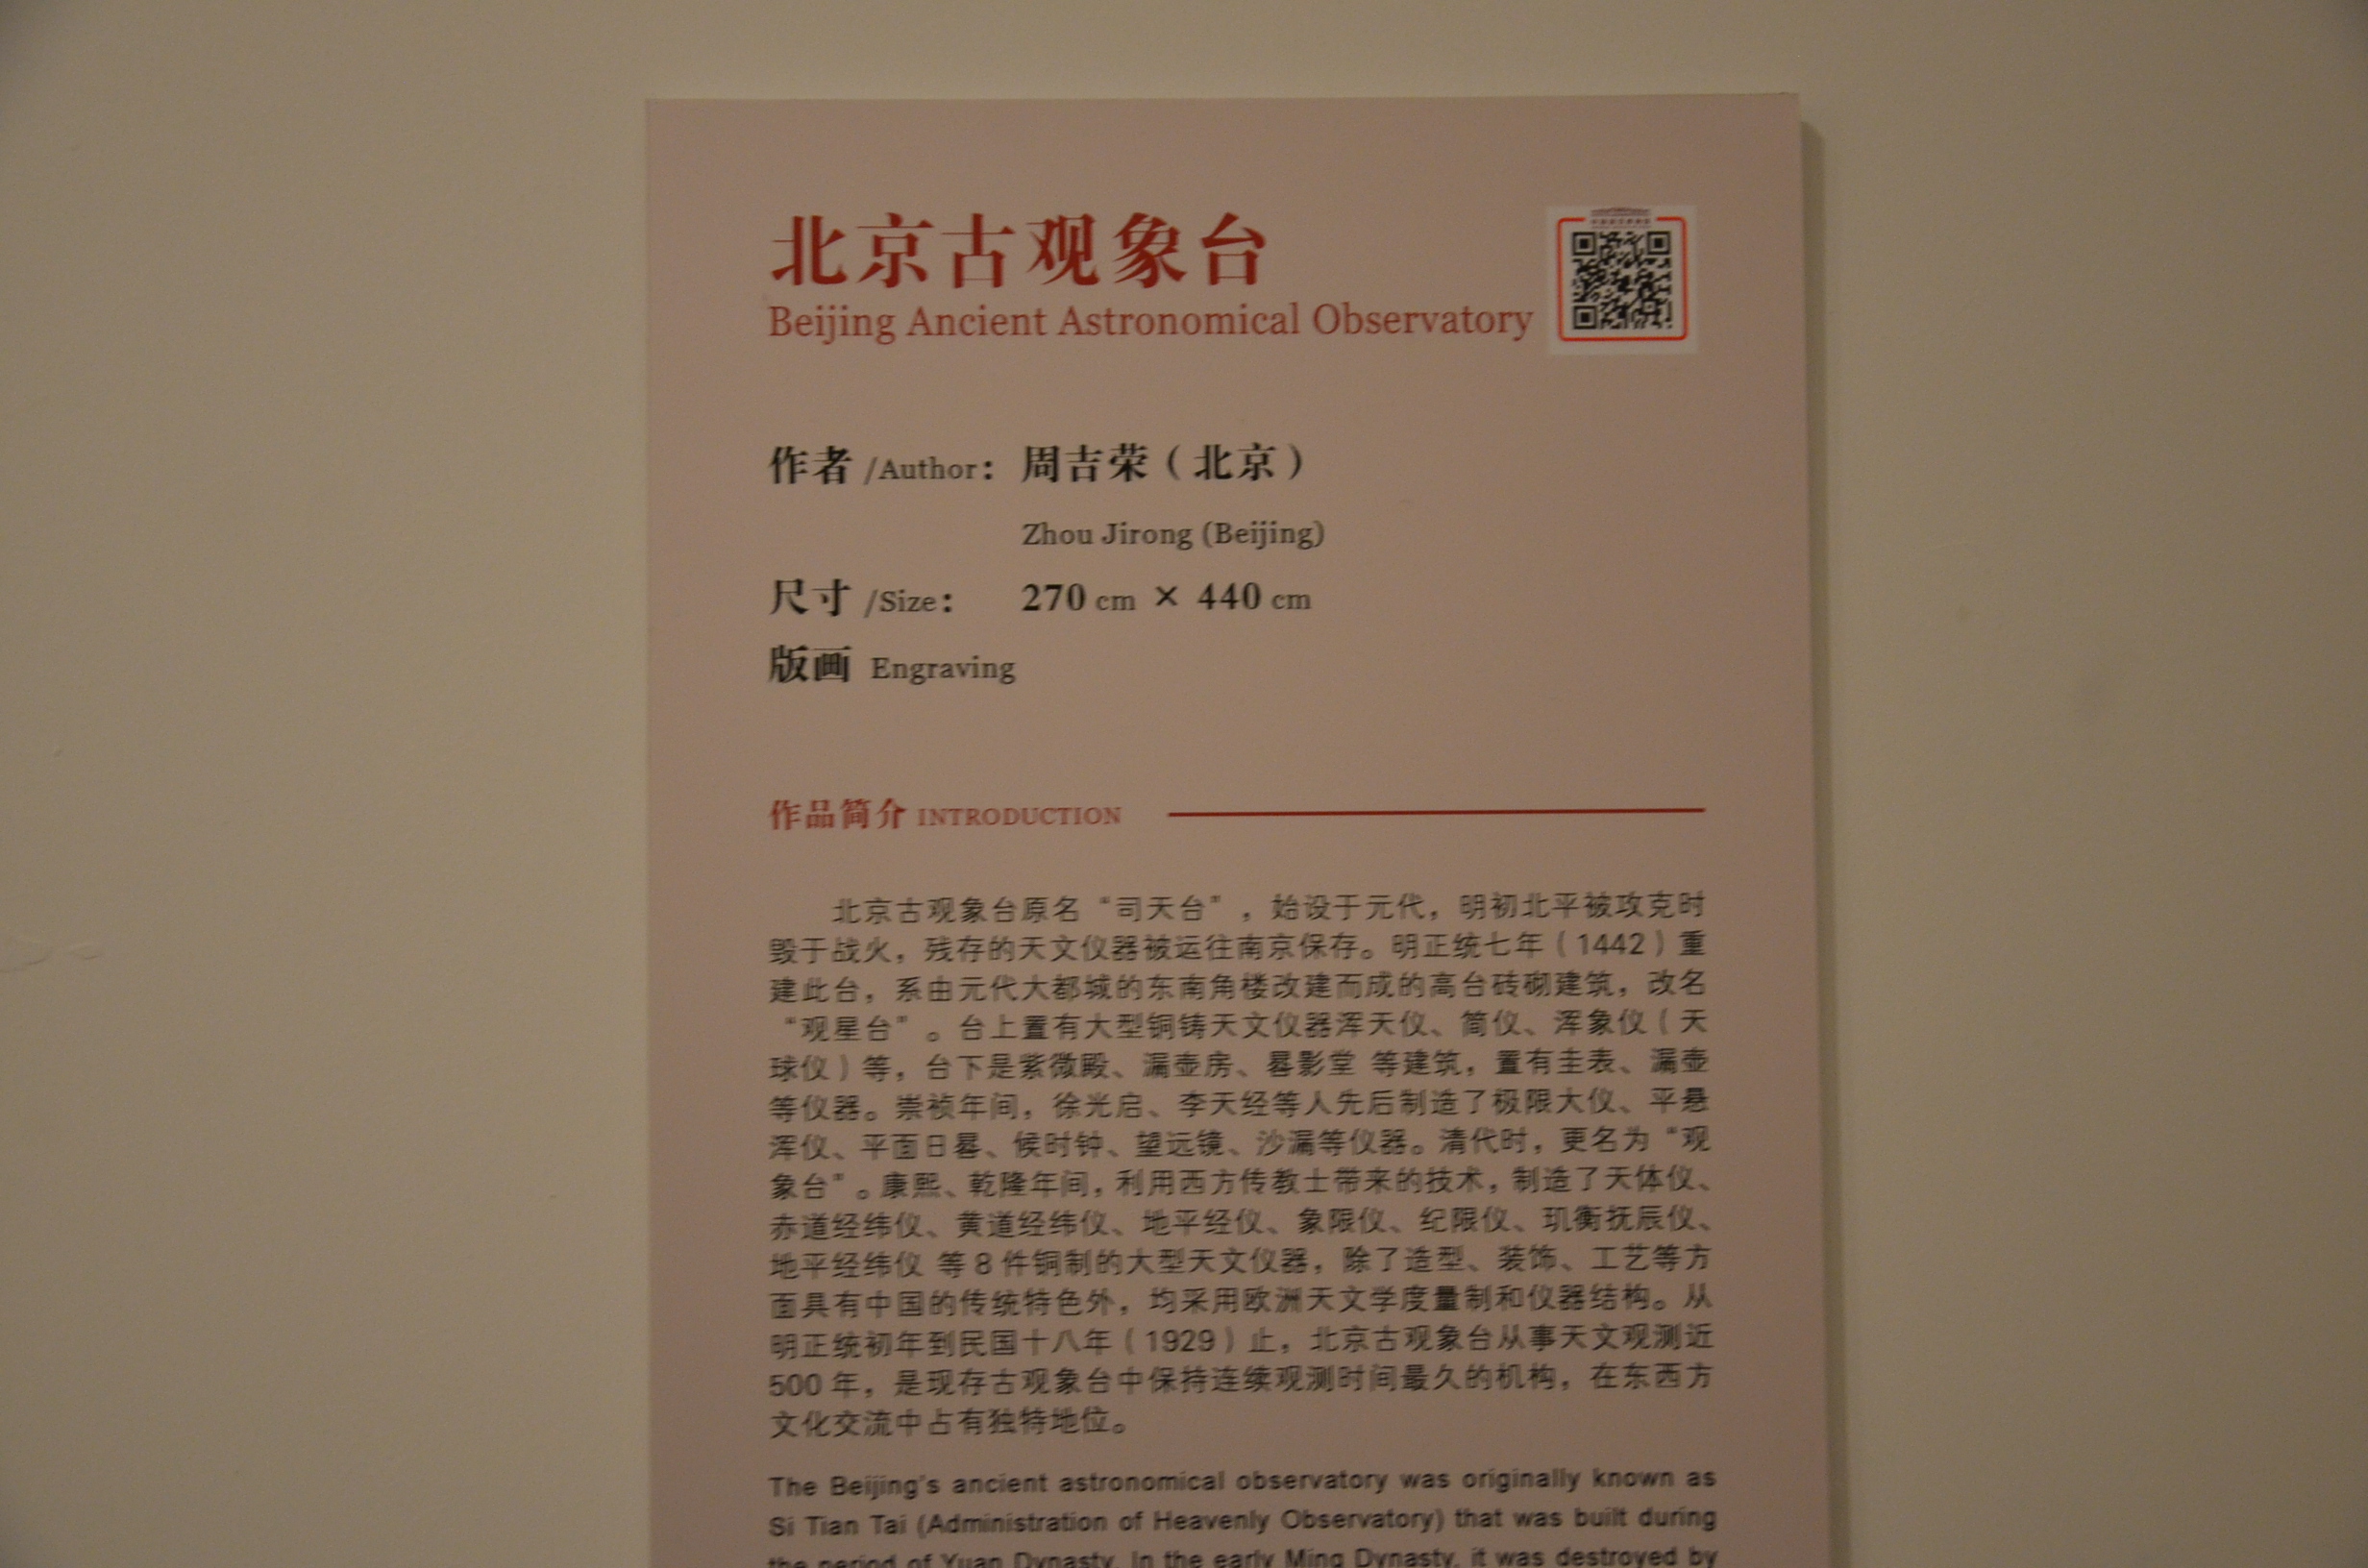 北京古观象台
Beijing Ancient Astronomical Observatory
作者 /Author： 周吉荣（北京）
Zhou Jirong (Beijing)
尺寸 /Size： 270 cm × 440 cm
版画 Engraving
作品简介 INTRODUCTION
北京古观象台原名“司天台”，始设于元代，明初北平被攻克时
毁于战火，残存的天文仪器被运往南京保存。明正统七年（1442）重
建此台，系由元代大都城的东南角楼改建而成的高台砖砌建筑，改名
“观星台”。台上置有大型铜铸天文仪器浑天仪、简仪、浑象仪（天
球仪）等，台下是紫微殿、漏壶房、晷影堂 等建筑，置有圭表、漏壶
等仪器。崇祯年间，徐光启、李天经等人先后制造了极限大仪、平悬
浑仪、平面日晷、候时钟、望远镜、沙漏等仪器。清代时，更名为“观
象台”。康熙、乾隆年间，利用西方传教士带来的技术，制造了天体仪、
赤道经纬仪、黄道经纬仪、地平经仪、象限仪、纪限仪、玑衡抚辰仪、
地平经纬仪 等 8 件铜制的大型天文仪器，除了造型、装饰、工艺等方
面具有中国的传统特色外，均采用欧洲天文学度量制和仪器结构。从
明正统初年到民国十八年（1929）止，北京古观象台从事天文观测近
500 年，是现存古观象台中保持连续观测时间最久的机构，在东西方
文化交流中占有独特地位。
The Beijing's ancient astronomical observatory was originally known as
Si Tian Tai (Administration of Heavenly Observatory) that was built during
the period of Yuan Dynasty. In the early Ming Dynasty, it was destroyed by